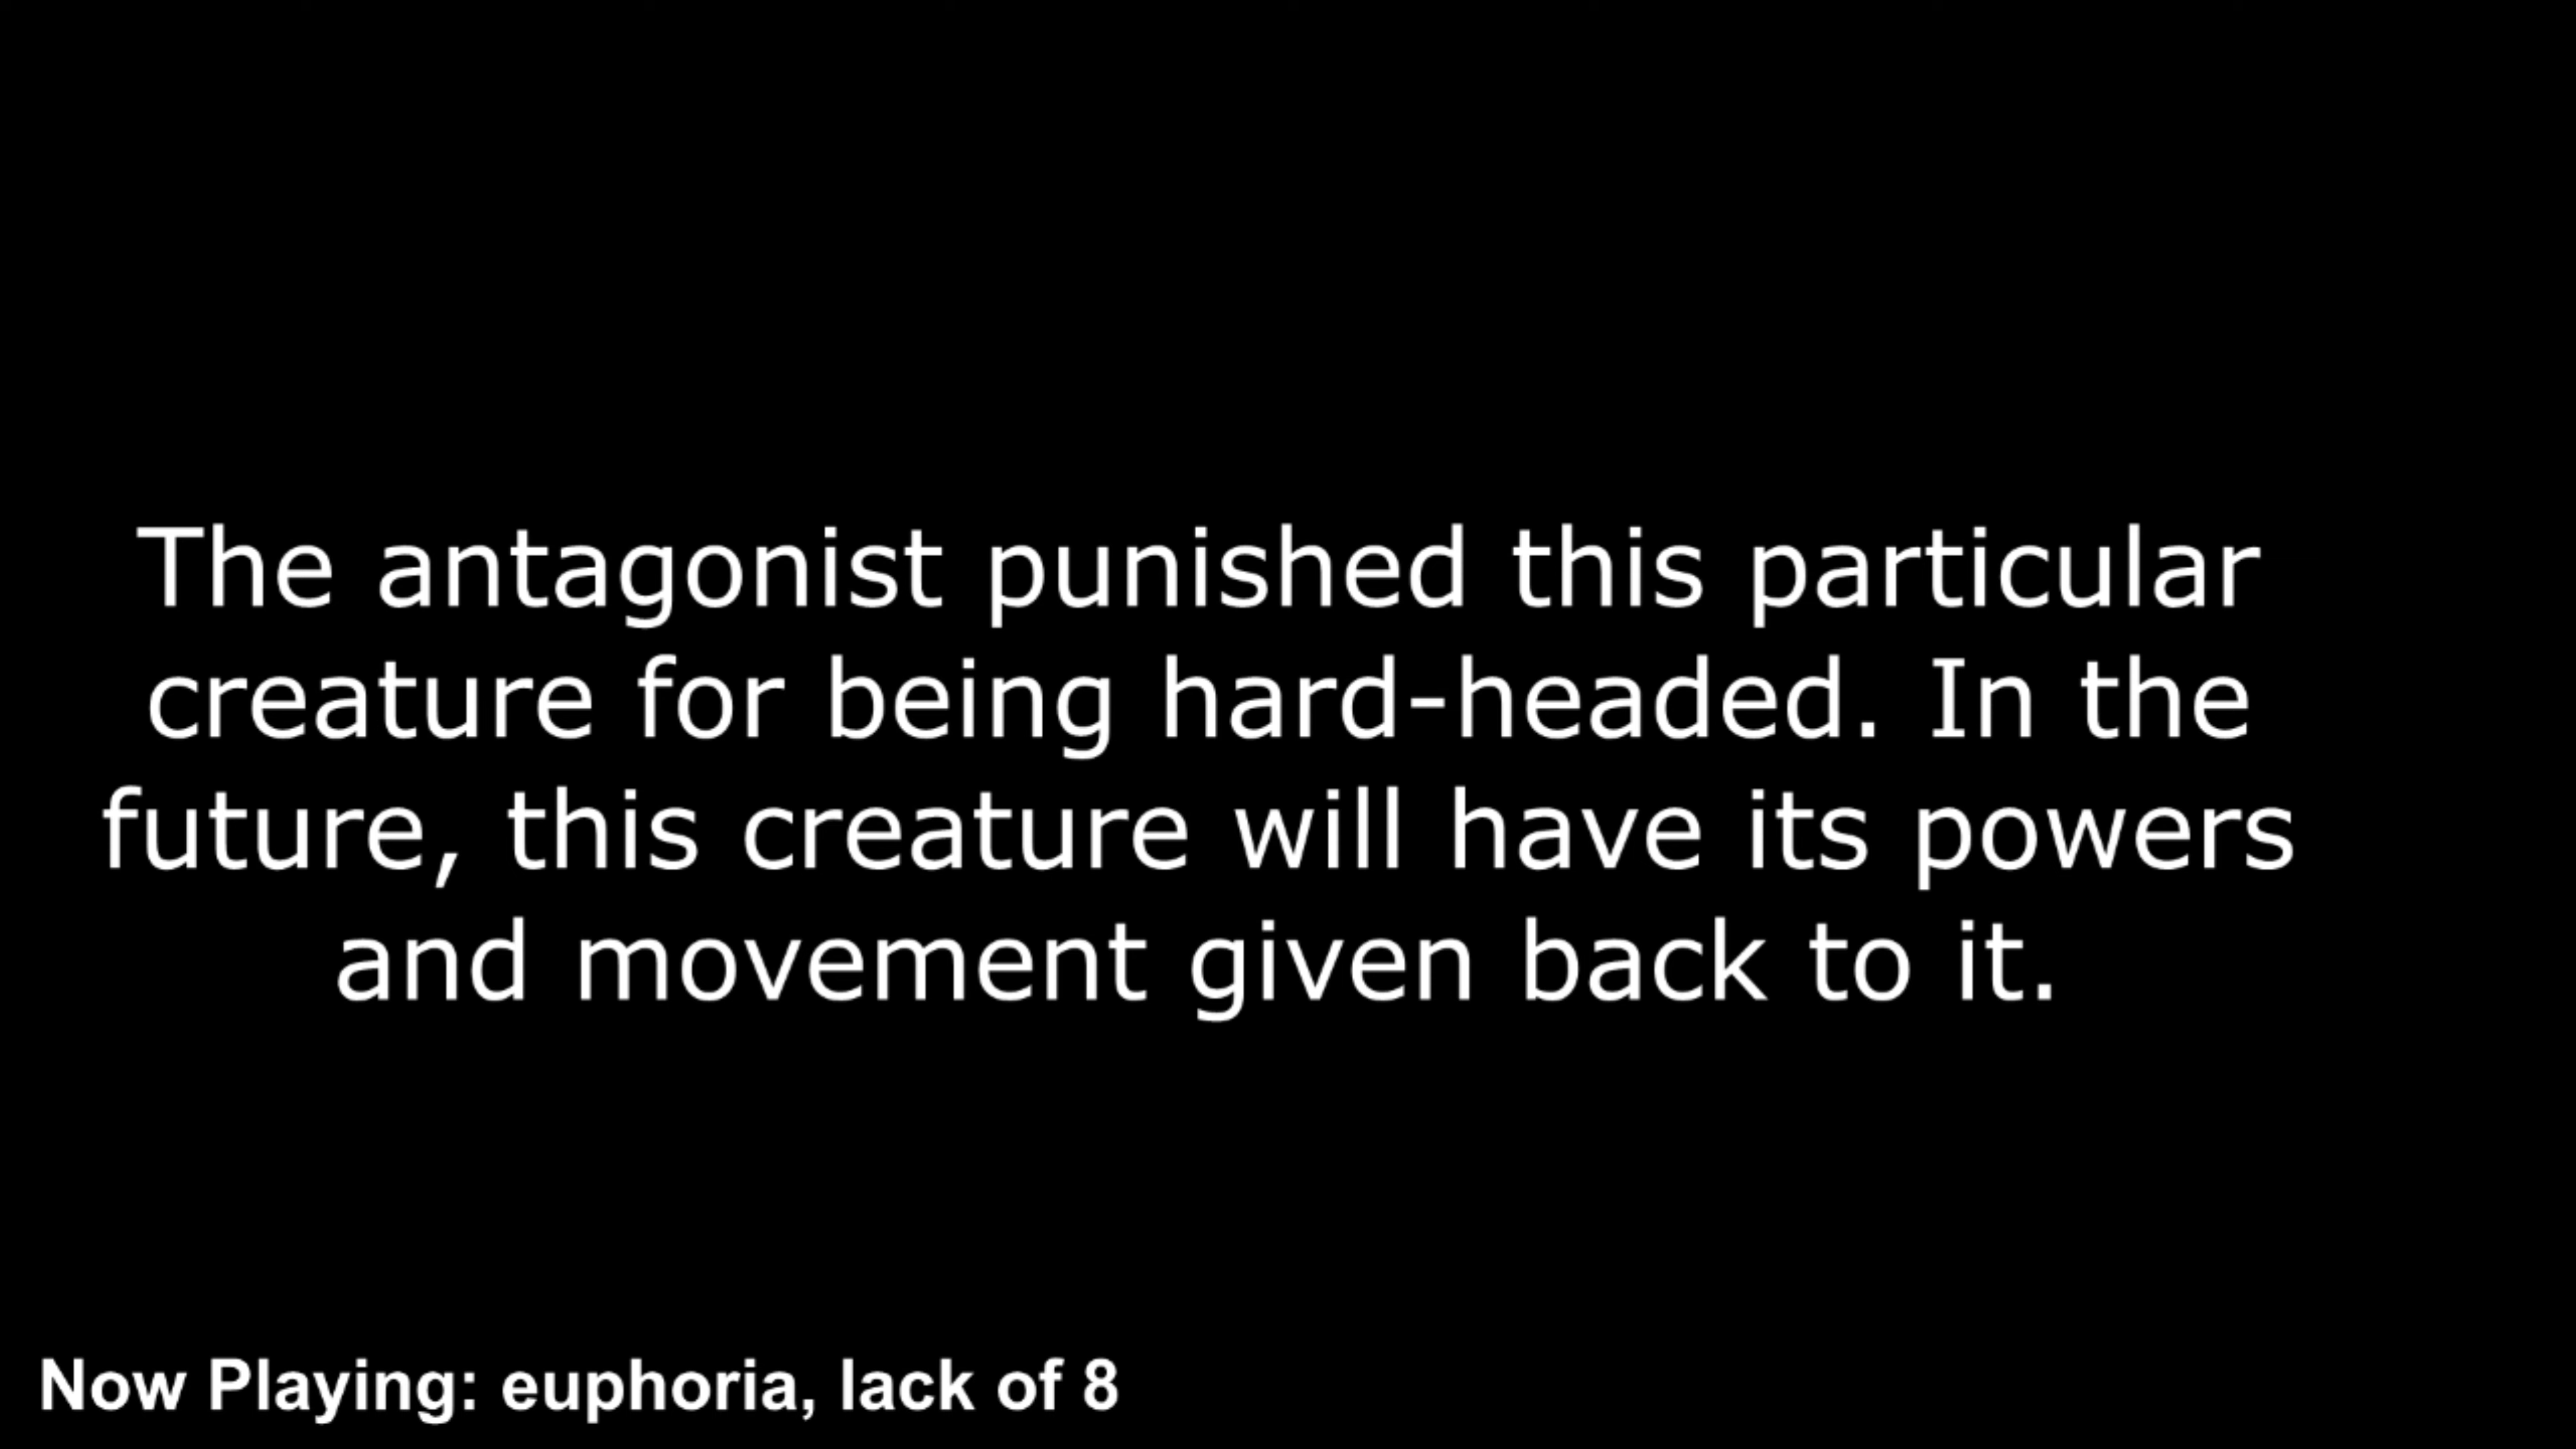 The antagonist punished this particular
creature for being hard-headed. In the
future, this creature will have its powers
and movement given back to it.
Now Playing: euphoria, lack of 8